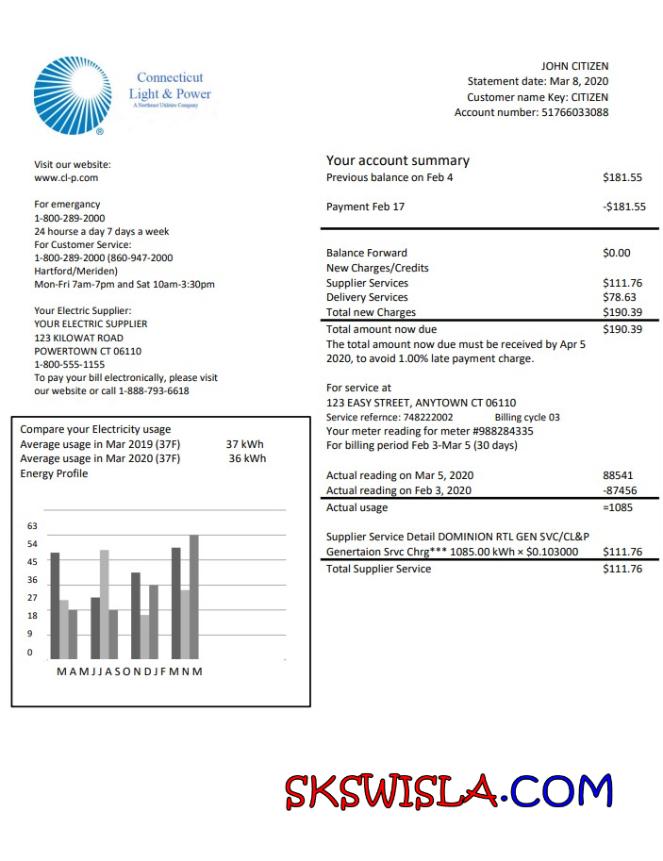 Connecticut
Light & Power
A Northeast Utilities Company
®
JOHN CITIZEN
Statement date: Mar 8, 2020
Customer name Key: CITIZEN
Account number: 51766033088
Visit our website:
www.cl-p.com
For emergancy
1-800-289-2000
24 hourse a day 7 days a week
For Customer Service:
1-800-289-2000 (860-947-2000
Hartford/Meriden)
Mon-Fri 7am-7pm and Sat 10am-3:30pm
Your Electric Supplier:
YOUR ELECTRIC SUPPLIER
123 KILOWAT ROAD
POWERTOWN CT 06110
1-800-555-1155
To pay your bill electronically, please visit
our website or call 1-888-793-6618
Compare your Electricity usage
Average usage in Mar 2019 (37F) 37 kWh
Average usage in Mar 2020 (37F) 36 kWh
Energy Profile
63
54
45
36
27
18
9
0
M A M J J A S O N D J F M N M
Your account summary
Previous balance on Feb 4 $181.55
Payment Feb 17 -$181.55
Balance Forward $0.00
New Charges/Credits
Supplier Services $111.76
Delivery Services $78.63
Total new Charges $190.39
Total amount now due $190.39
The total amount now due must be received by Apr 5
2020, to avoid 1.00% late payment charge.
For service at
123 EASY STREET, ANYTOWN CT 06110
Service refernce: 748222002 Billing cycle 03
Your meter reading for meter #988284335
For billing period Feb 3-Mar 5 (30 days)
Actual reading on Mar 5, 2020 88541
Actual reading on Feb 3, 2020 -87456
Actual usage =1085
Supplier Service Detail DOMINION RTL GEN SVC/CL&P
Genertaion Srvc Chrg*** 1085.00 kWh × $0.103000 $111.76
Total Supplier Service $111.76
SKSWISLA.COM